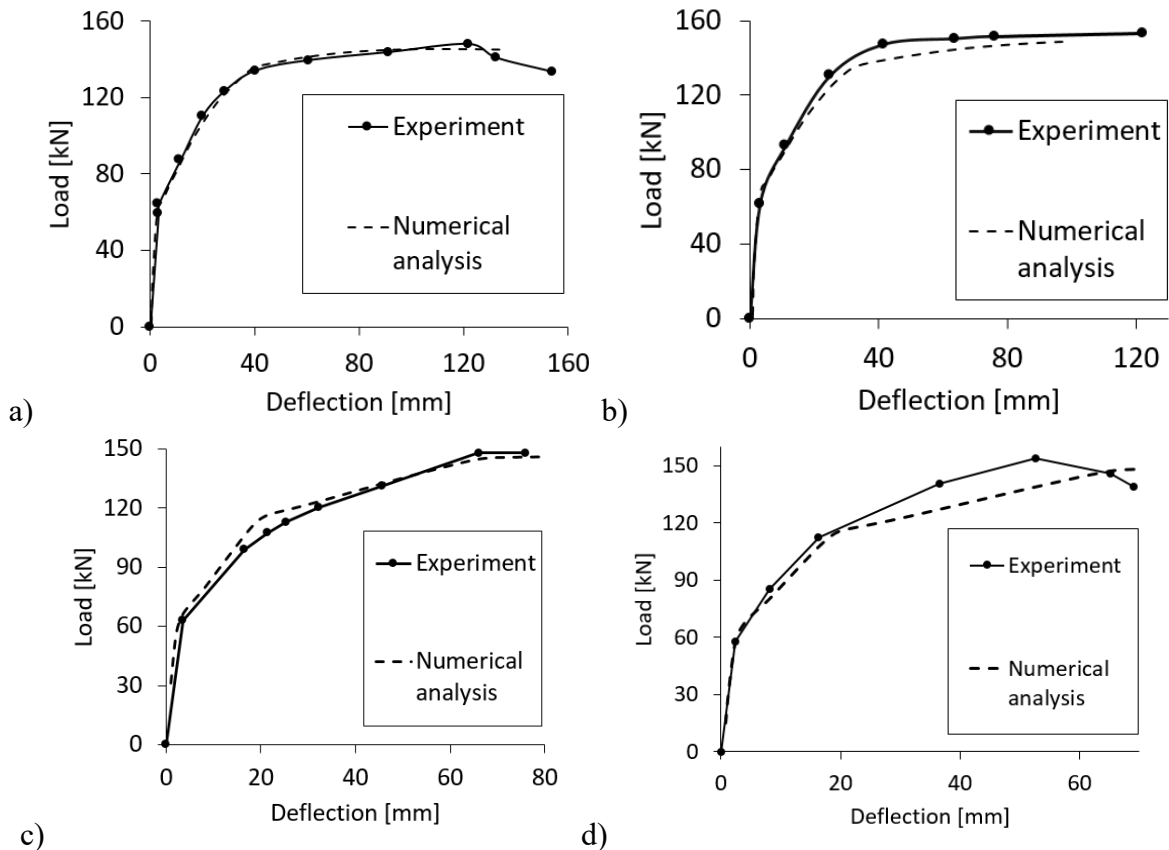 160
120
80
40
0
Load [kN]
Experiment
Numerical
analysis
0 40 80 120 160
Deflection [mm]
a)
160
120
80
40
0
Load [kN]
Experiment
Numerical
analysis
0 40 80 120
Deflection [mm]
b)
150
120
90
60
30
0
Load [kN]
Experiment
Numerical
analysis
0 20 40 60 80
Deflection [mm]
c)
150
120
90
60
30
0
Load [kN]
Experiment
Numerical
analysis
0 20 40 60
Deflection [mm]
d)